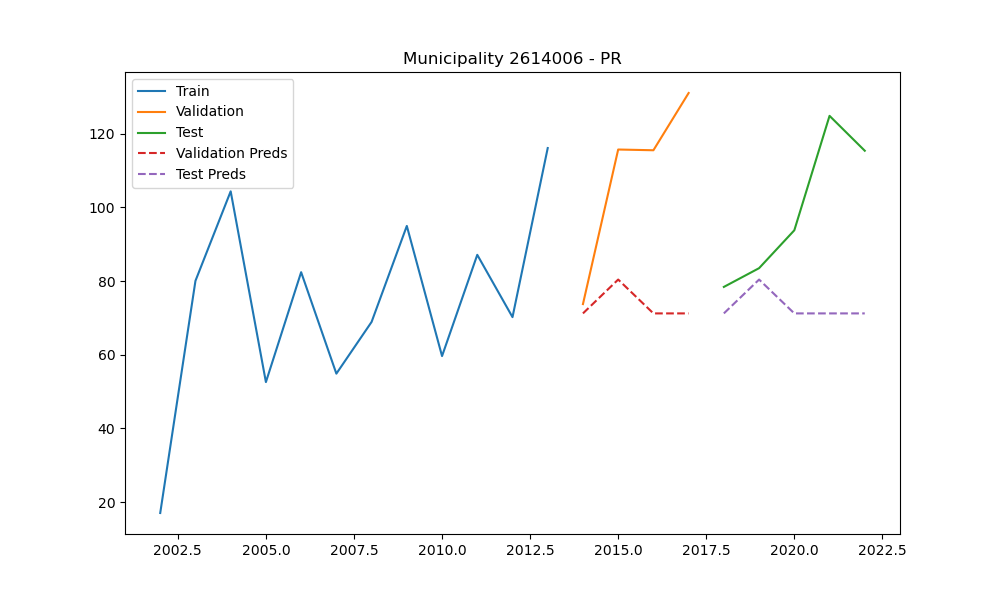 Municipality 2614006 - PR
Train
Validation
Test
Validation Preds
Test Preds
120
100
80
60
40
20
2002.5 2005.0 2007.5 2010.0 2012.5 2015.0 2017.5 2020.0 2022.5